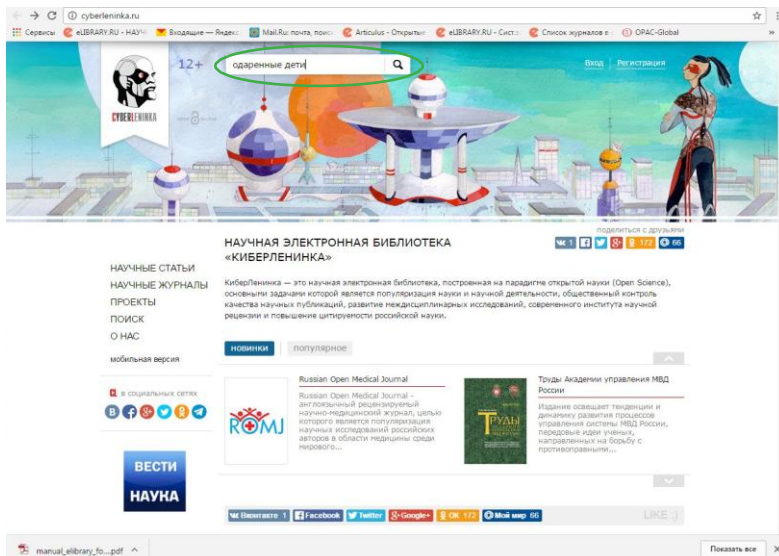 cyberleninka.ru
Сервисы
eLIBRARY.RU - НАУЧ
Входящие — Яндекс
Mail.Ru: почта, поис
Articulus - Открытые
eLIBRARY.RU - Сист
Список журналов в
OPAC-Global
12+
одаренные дети
Вход
Регистрация
CYBERLENINKA
поделиться с друзьями
1
172
66
НАУЧНАЯ ЭЛЕКТРОННАЯ БИБЛИОТЕКА
«КИБЕРЛЕНИНКА»
НАУЧНЫЕ СТАТЬИ
НАУЧНЫЕ ЖУРНАЛЫ
ПРОЕКТЫ
ПОИСК
О НАС
мобильная версия
КиберЛенинка — это научная электронная библиотека, построенная на парадигме открытой науки (Open Science),
основными задачами которой является популяризация науки и научной деятельности, общественный контроль
качества научных публикаций, развитие междисциплинарных исследований, современного института научной
рецензии и повышение цитируемости российской науки.
новинки
популярное
в социальных сетях
ВЕСТИ
НАУКА
ROMJ
Russian Open Medical Journal
Russian Open Medical Journal -
англоязычный рецензируемый
научно-медицинский журнал, целью
которого является популяризация
научных исследований российских
авторов в области медицины среди
мирового...
ТРУДЫ
Труды Академии управления МВД
России
Издание освещает тенденции и
динамику развития процессов
управления системы МВД России,
передовые идеи ученых,
направленных на борьбу с
противоправными...
Вконтакте 1
Facebook
Twitter
Google+
OK 172
Мой мир 66
LIKE ;)
manual_elibrary_fo....pdf
Показать все